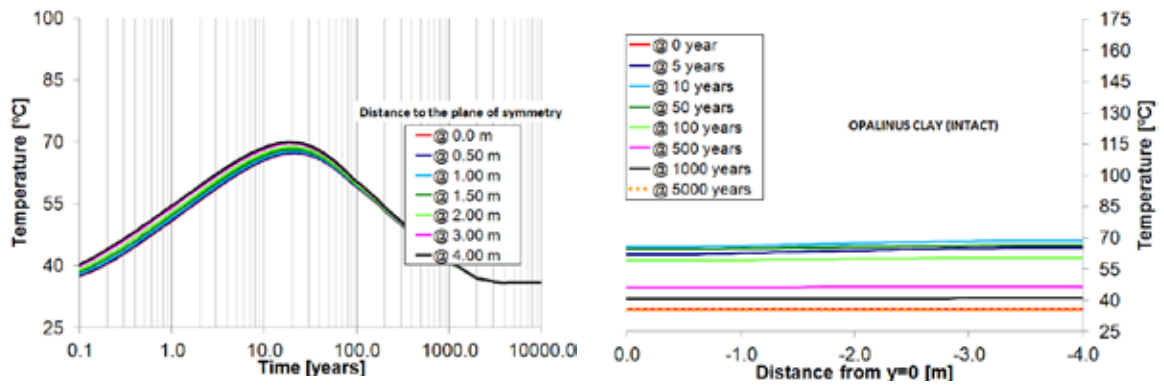 100
85
70
55
40
25
Temperature [°C]
0.1
1.0
10.0
100.0
1000.0
10000.0
Time [years]
Distance to the plane of symmetry
@ 0.0 m
@ 0.50 m
@ 1.00 m
@ 1.50 m
@ 2.00 m
@ 3.00 m
@ 4.00 m
@ 0 year
@ 5 years
@ 10 years
@ 50 years
@ 100 years
@ 500 years
@ 1000 years
@ 5000 years
OPALINUS CLAY (INTACT)
175
160
145
130
115
100
85
70
55
40
25
Temperature [°C]
0.0
-1.0
-2.0
-3.0
-4.0
Distance from y=0 [m]